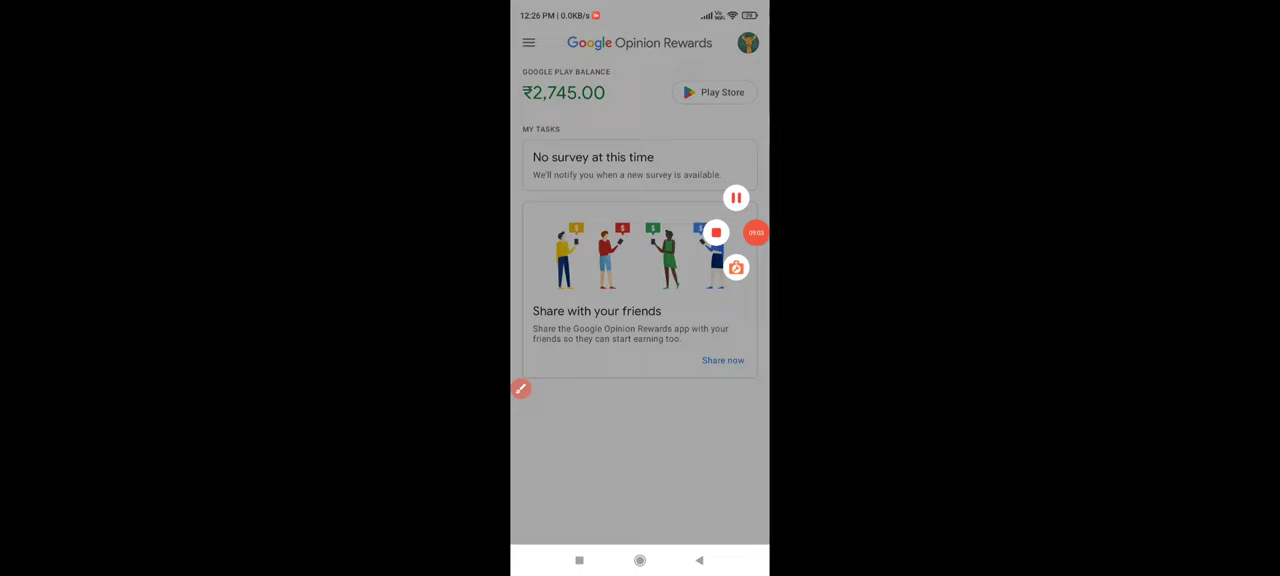 12:26 PM | 0.0KB/s
Google Opinion Rewards
GOOGLE PLAY BALANCE
₹2,745.00
Play Store
MY TASKS
No survey at this time
We'll notify you when a new survey is available.
09:03
$ $ $ $
Share with your friends
Share the Google Opinion Rewards app with your
friends so they can start earning too.
Share now